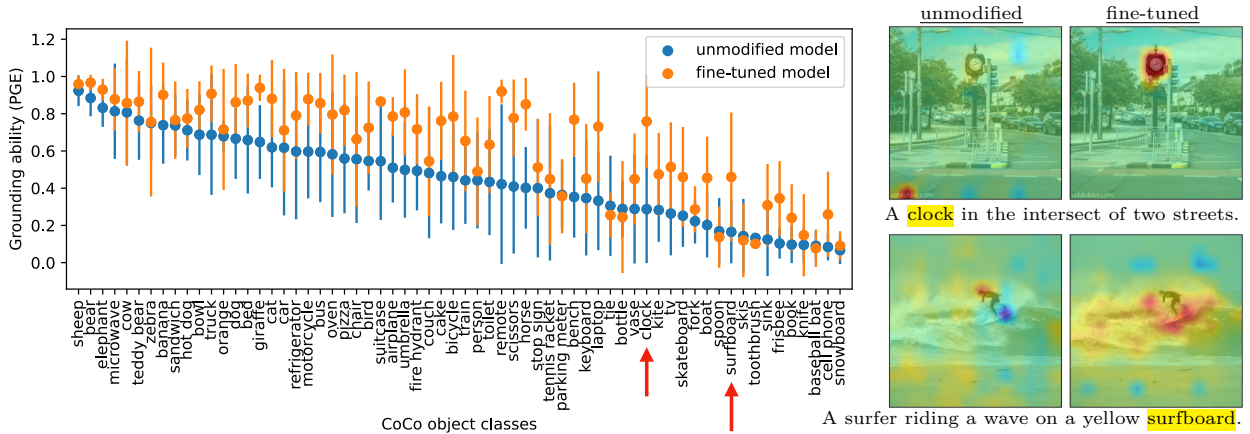 Grounding ability (PGE)
1.2
1.0
0.8
0.6
0.4
0.2
0.0
unmodified model
fine-tuned model
sheep
bear
elephant
microwave
cow
teddy bear
zebra
banana
sandwich
hot dog
bowl
truck
orange
dog
bed
giraffe
cat
car
refrigerator
motorcycle
bus
oven
pizza
chair
bird
suitcase
airplane
umbrella
fire hydrant
couch
cake
bicycle
train
person
toilet
remote
scissors
horse
stop sign
tennis racket
parking meter
bench
keyboard
laptop
tie
bottle
vase
clock
kite
tv
skateboard
fork
boat
spoon
surfboard
skis
toothbrush
sink
frisbee
book
knife
baseball bat
cell phone
snowboard
CoCo object classes
unmodified
fine-tuned
A clock in the intersect of two streets.
A surfer riding a wave on a yellow surfboard.